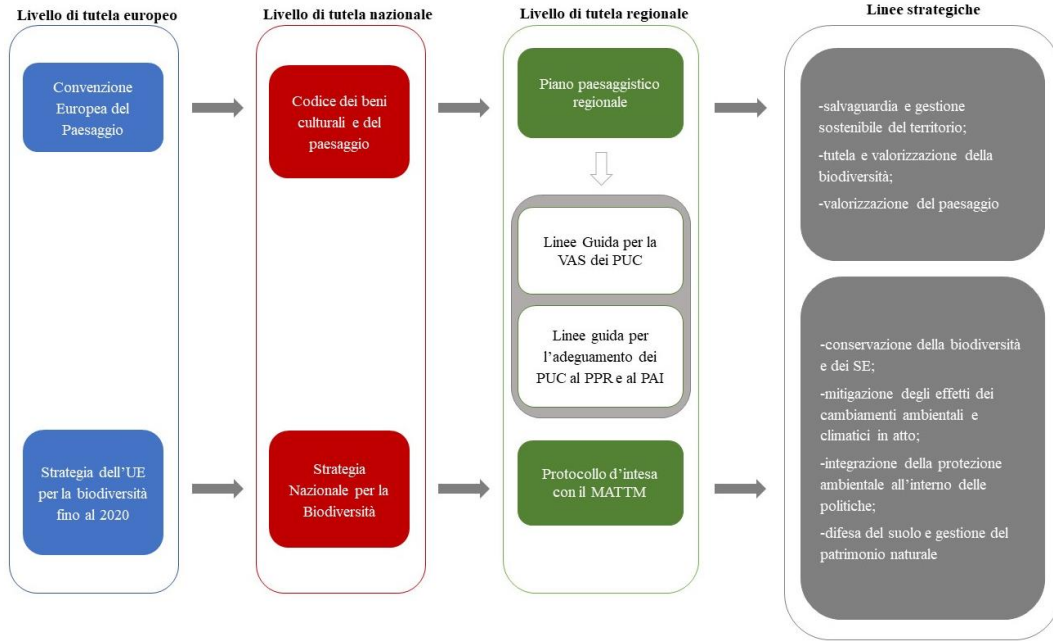 Livello di tutela europeo
Livello di tutela nazionale
Livello di tutela regionale
Linee strategiche
Convenzione
Europea del
Paesaggio
Codice dei beni
culturali e del
paesaggio
Piano paesaggistico
regionale
-salvaguardia e gestione
sostenibile del territorio;
-tutela e valorizzazione della
biodiversità;
-valorizzazione del paesaggio
Linee Guida per la
VAS dei PUC
Linee guida per
l’adeguamento dei
PUC al PPR e al PAI
Strategia dell’UE
per la biodiversità
fino al 2020
Strategia
Nazionale per la
Biodiversità
Protocollo d’intesa
con il MATTM
-conservazione della biodiversità
e dei SE;
-mitigazione degli effetti dei
cambiamenti ambientali e
climatici in atto;
-integrazione della protezione
ambientale all’interno delle
politiche;
-difesa del suolo e gestione del
patrimonio naturale